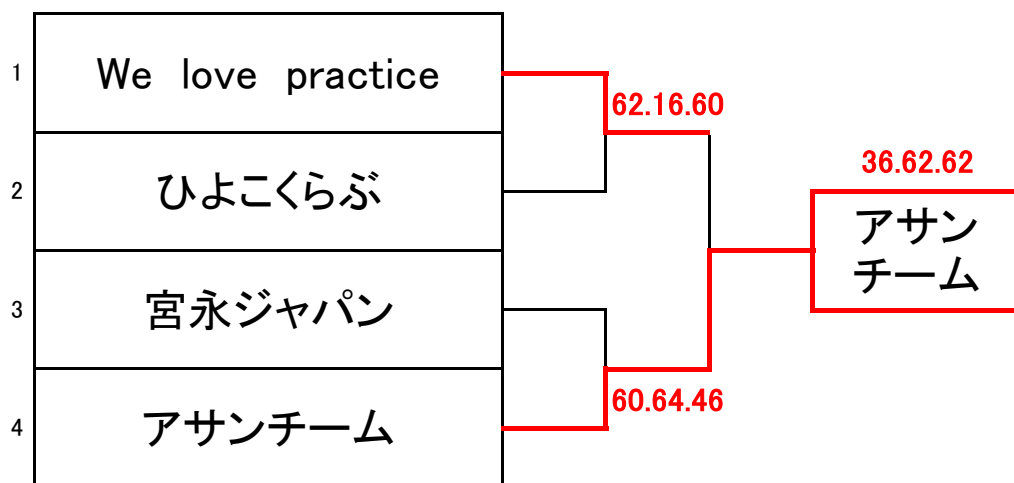 1
We love practice
62.16.60
2
ひよこくらぶ
36.62.62
アサン
チーム
3
宮永ジャパン
4
アサンチーム
60.64.46